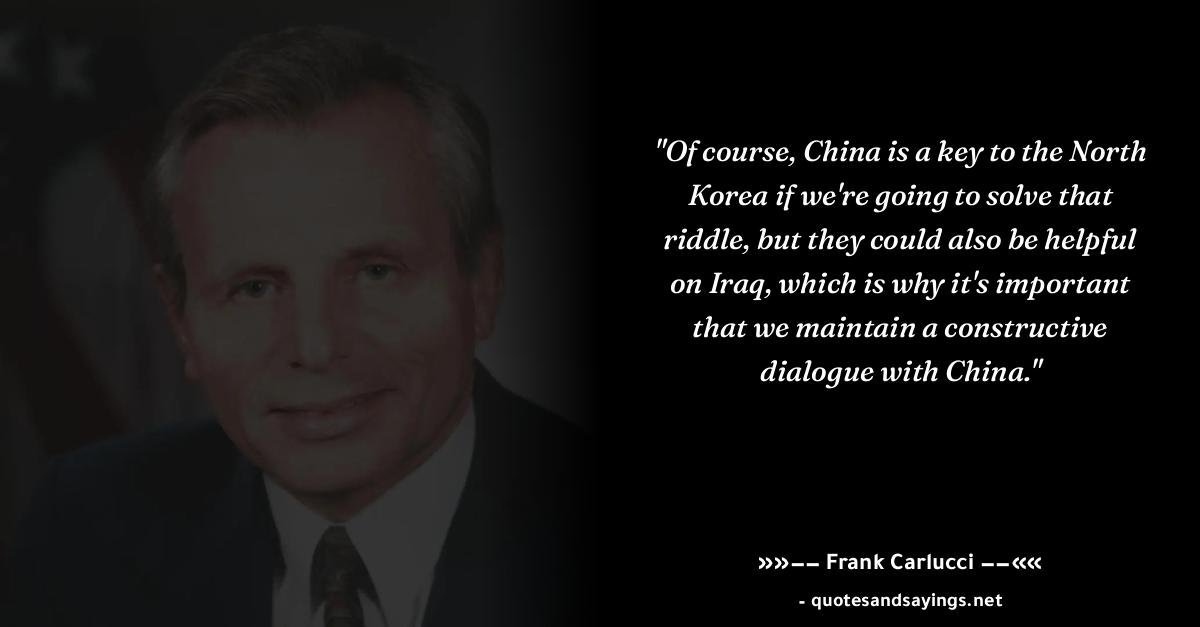 "Of course, China is a key to the North
Korea if we're going to solve that
riddle, but they could also be helpful
on Iraq, which is why it's important
that we maintain a constructive
dialogue with China."
»»−− Frank Carlucci −−««
- quotesandsayings.net